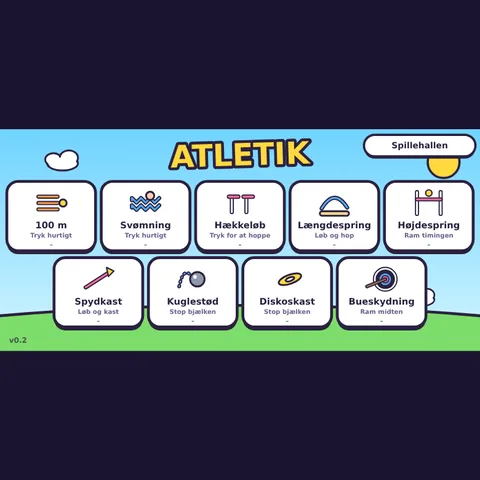 ATLETIK
Spillehallen
100 m
Tryk hurtigt
-
Svømning
Tryk hurtigt
-
Hækkeløb
Tryk for at hoppe
-
Længdespring
Løb og hop
-
Højdespring
Ram timingen
-
Spydkast
Løb og kast
-
Kuglestød
Stop bjælken
-
Diskoskast
Stop bjælken
-
Bueskydning
Ram midten
-
v0.2